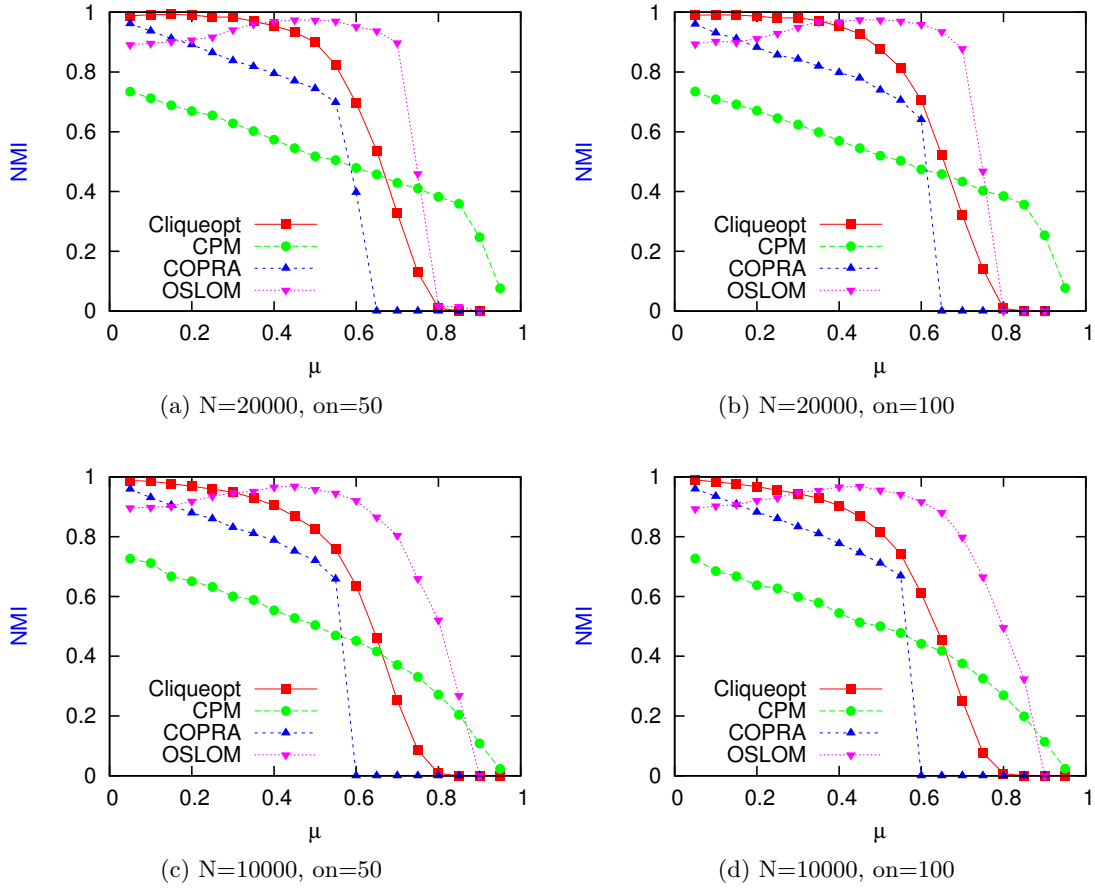 1
0.8
0.6
0.4
0.2
0
NMI
Cliqueopt
CPM
COPRA
OSLOM
0 0.2 0.4 0.6 0.8 1
μ
(a) N=20000, on=50
1
0.8
0.6
0.4
0.2
0
NMI
Cliqueopt
CPM
COPRA
OSLOM
0 0.2 0.4 0.6 0.8 1
μ
(b) N=20000, on=100
1
0.8
0.6
0.4
0.2
0
NMI
Cliqueopt
CPM
COPRA
OSLOM
0 0.2 0.4 0.6 0.8 1
μ
(c) N=10000, on=50
1
0.8
0.6
0.4
0.2
0
NMI
Cliqueopt
CPM
COPRA
OSLOM
0 0.2 0.4 0.6 0.8 1
μ
(d) N=10000, on=100